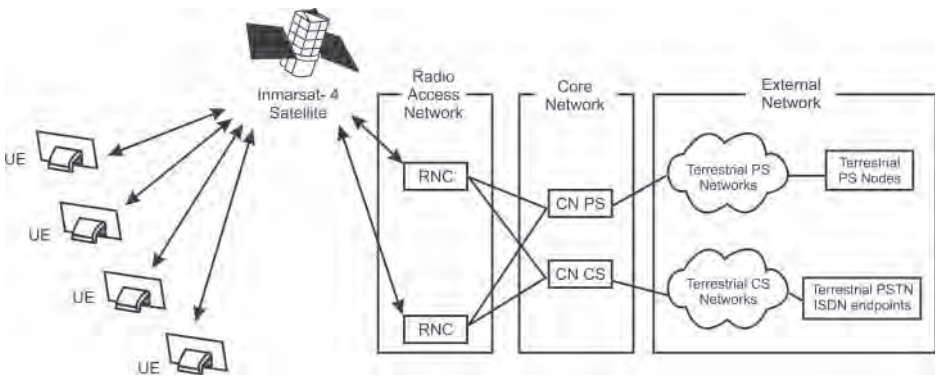 Inmarsat- 4
Satellite
UE
UE
UE
UE
Radio
Access
Network
RNC
RNC
Core
Network
CN PS
CN CS
External
Network
Terrestrial PS
Networks
Terrestrial
PS Nodes
Terrestrial CS
Networks
Terrestrial PSTN
ISDN endpoints